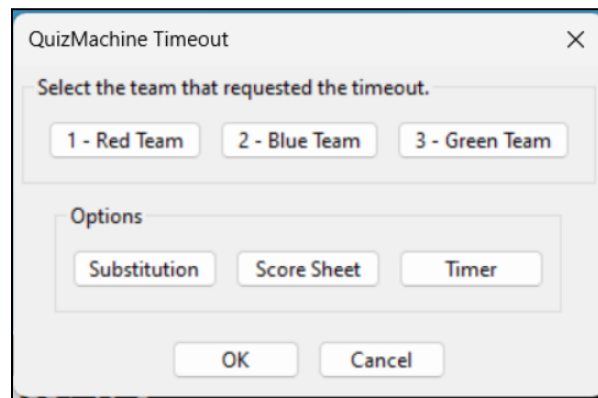 QuizMachine Timeout
Select the team that requested the timeout.
1 - Red Team 2 - Blue Team 3 - Green Team
Options
Substitution Score Sheet Timer
OK Cancel